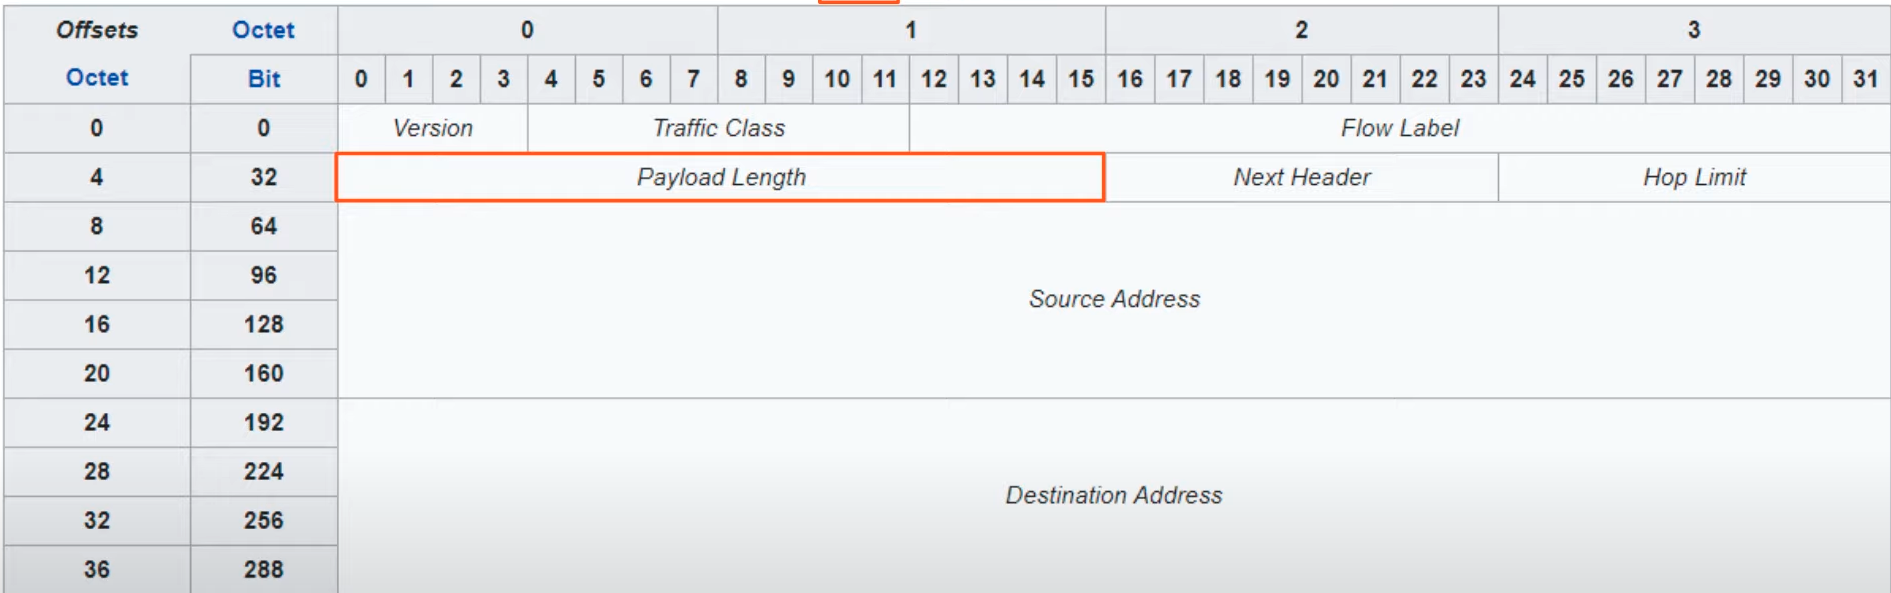 Offsets Octet 0 1 2 3
Octet Bit 0 1 2 3 4 5 6 7 8 9 10 11 12 13 14 15 16 17 18 19 20 21 22 23 24 25 26 27 28 29 30 31
0 0 Version Traffic Class Flow Label
4 32 Payload Length Next Header Hop Limit
8 64
12 96
Source Address
16 128
20 160
24 192
28 224
Destination Address
32 256
36 288